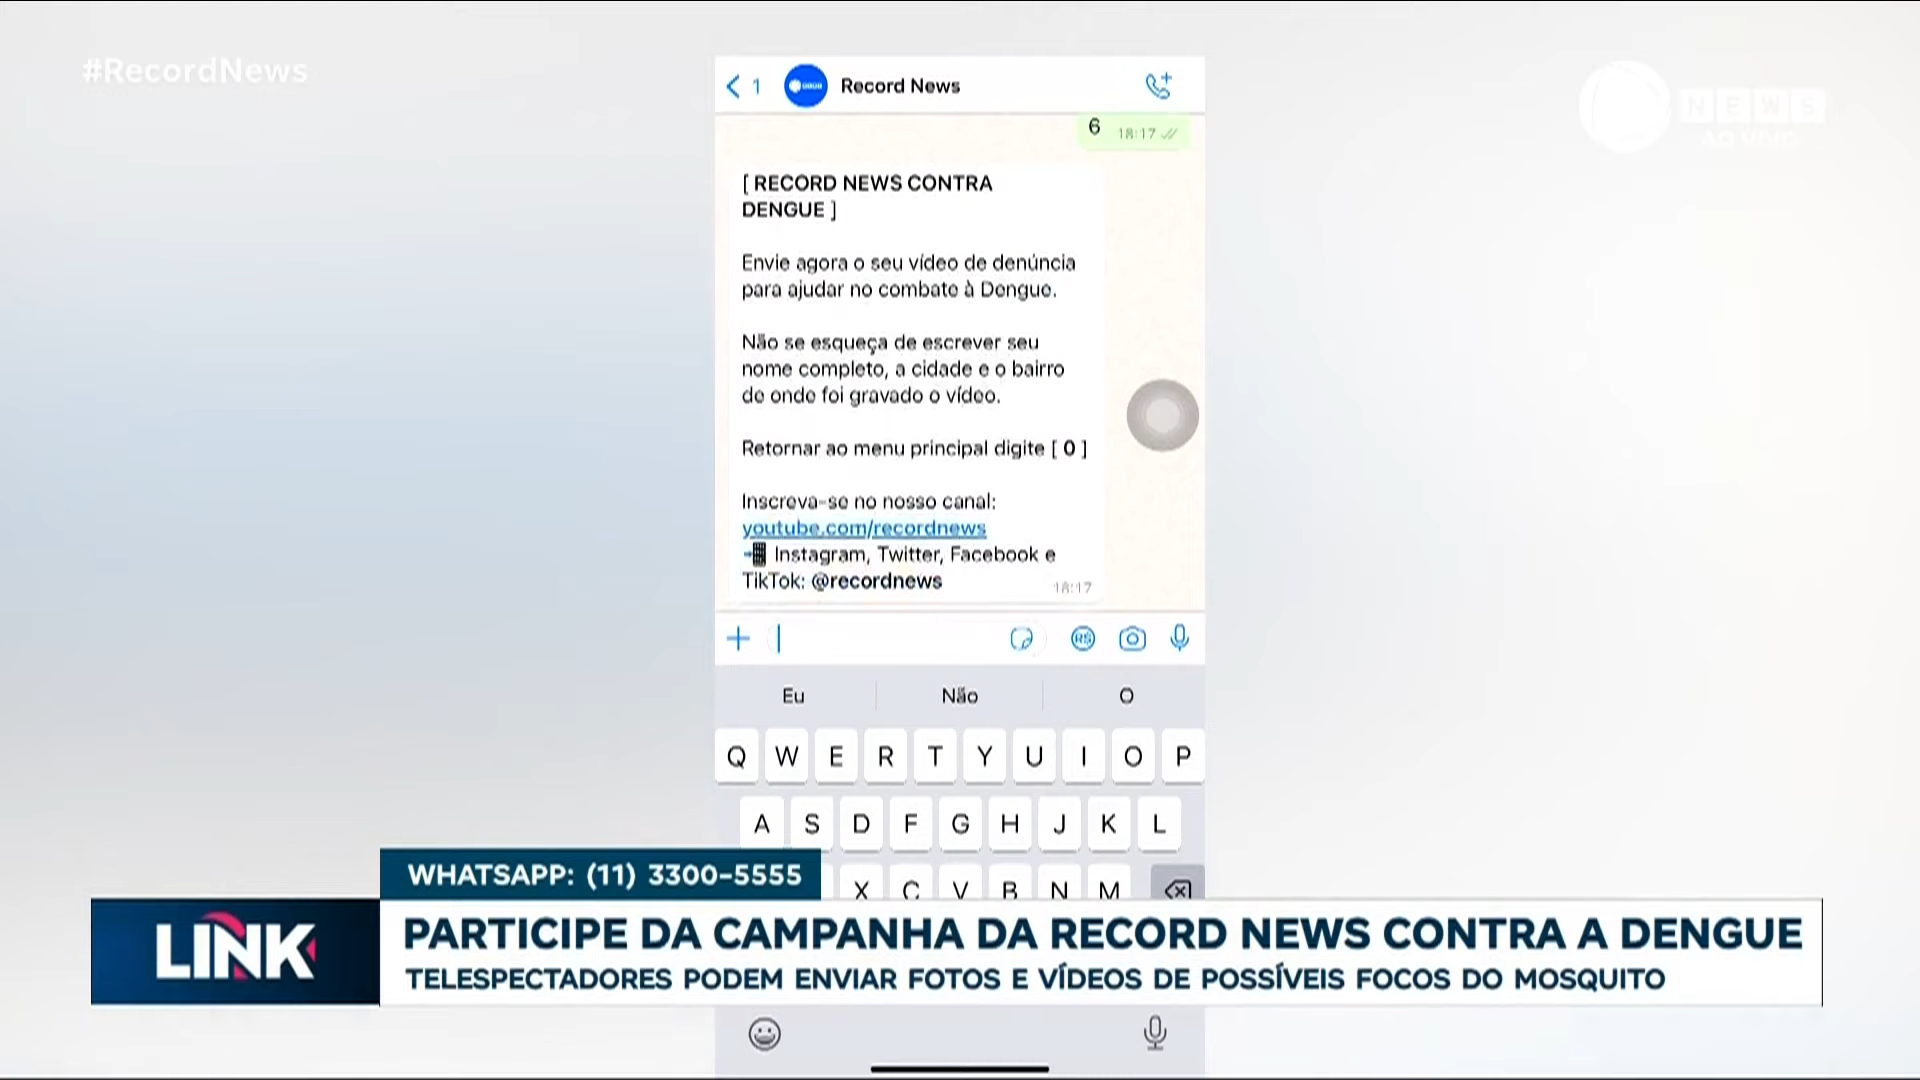 #RecordNews
NEWS
AO VIVO
1
Record News
6 18:17
[ RECORD NEWS CONTRA
DENGUE ]
Envie agora o seu vídeo de denúncia
para ajudar no combate à Dengue.
Não se esqueça de escrever seu
nome completo, a cidade e o bairro
de onde foi gravado o vídeo.
Retornar ao menu principal digite [ 0 ]
Inscreva-se no nosso canal:
youtube.com/recordnews
📲 Instagram, Twitter, Facebook e
TikTok: @recordnews
18:17
R$
Eu Não O
Q W E R T Y U I O P
A S D F G H J K L
X C V B N M
WHATSAPP: (11) 3300-5555
LINK
PARTICIPE DA CAMPANHA DA RECORD NEWS CONTRA A DENGUE
TELESPECTADORES PODEM ENVIAR FOTOS E VÍDEOS DE POSSÍVEIS FOCOS DO MOSQUITO